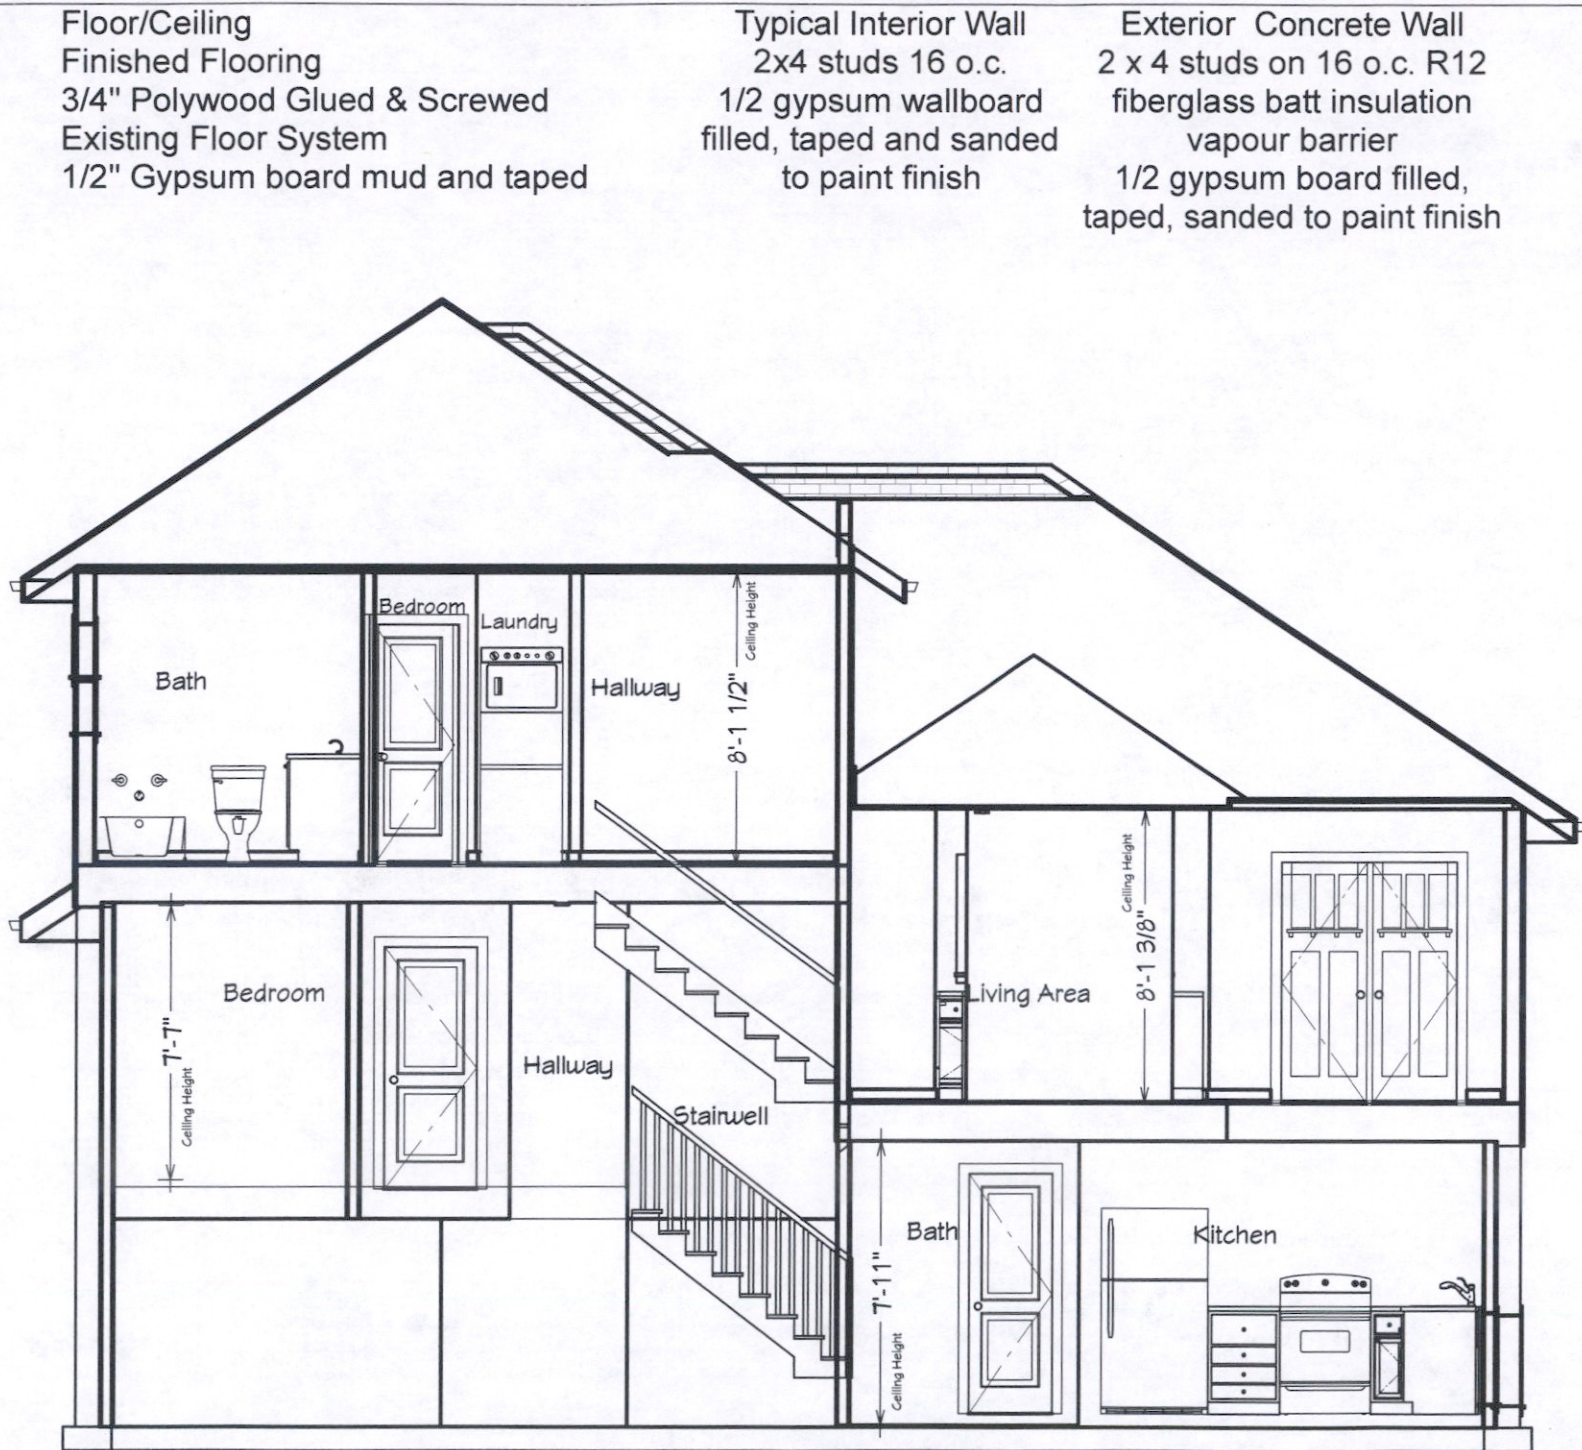 Floor/Ceiling
Finished Flooring
3/4" Polywood Glued & Screwed
Existing Floor System
1/2" Gypsum board mud and taped
Typical Interior Wall
2x4 studs 16 o.c.
1/2 gypsum wallboard
filled, taped and sanded
to paint finish
Exterior Concrete Wall
2 x 4 studs on 16 o.c. R12
fiberglass batt insulation
vapour barrier
1/2 gypsum board filled,
taped, sanded to paint finish
Bath
Bedroom
Laundry
Hallway
8'-1 1/2"
Ceiling Height
Bedroom
7'-7"
Ceiling Height
Hallway
Stairwell
Living Area
8'-1 3/8"
Ceiling Height
Bath
7'-11"
Ceiling Height
Kitchen